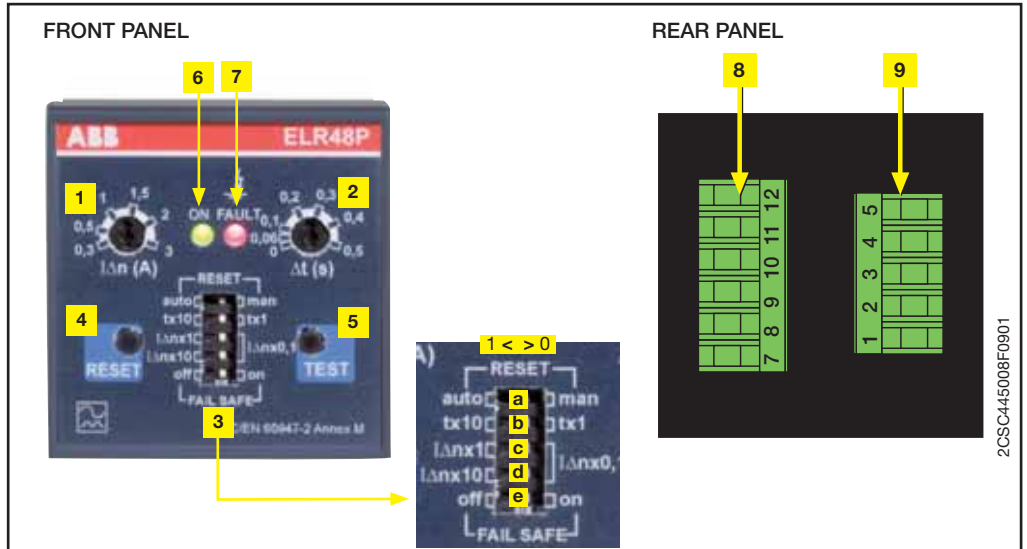 FRONT PANEL
REAR PANEL
6 7
8 9
ABB ELR48P
1 2
0,3 0,5 1 1,5 2 3
IΔn (A)
ON FAULT
0 0,06 0,1 0,2 0,3 0,4 0,5
Δt (s)
RESET
auto man
tx10 tx1
IΔnx1 IΔnx0,1
IΔnx10
off on
FAIL SAFE
4
RESET
5
TEST
3
C/EN 60947-2 Annex M
A)
1 < > 0
RESET
auto a man
tx10 b tx1
IΔnx1 c IΔnx0,1
IΔnx10 d
off e on
FAIL SAFE
12
11
10
9
8
7
5
4
3
2
1
2CSC445008F0901